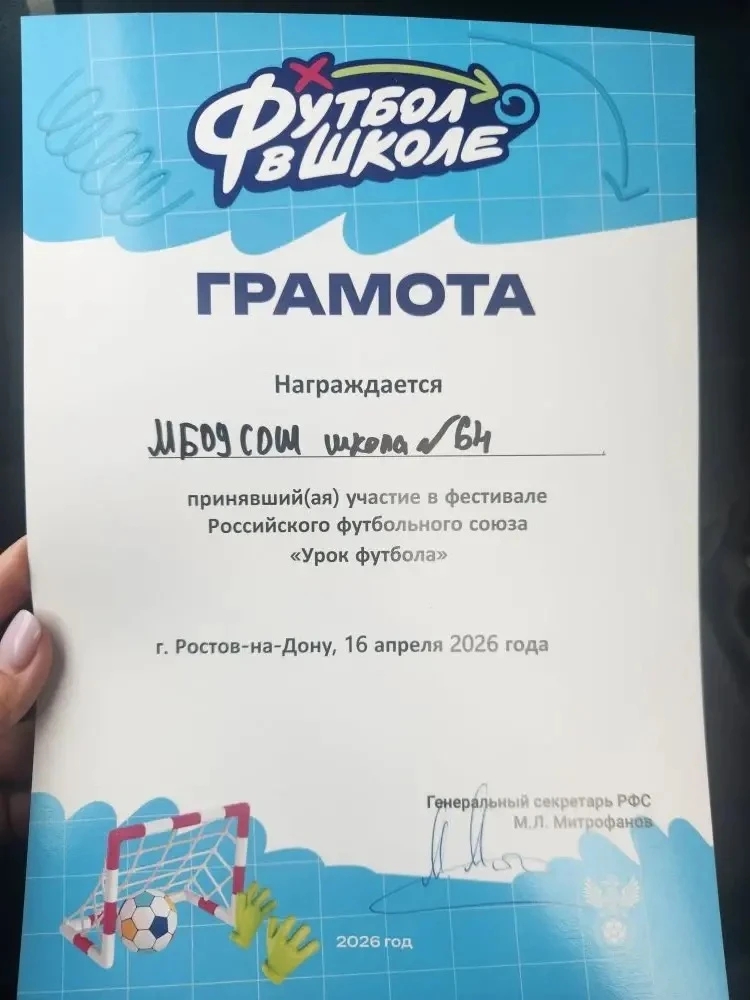 Футбол
в школе
ГРАМОТА
Награждается
МБОУ СОШ школа №64
принявший(ая) участие в фестивале
Российского футбольного союза
«Урок футбола»
г. Ростов-на-Дону, 16 апреля 2026 года
Генеральный секретарь РФС
М.Л. Митрофанов
2026 год